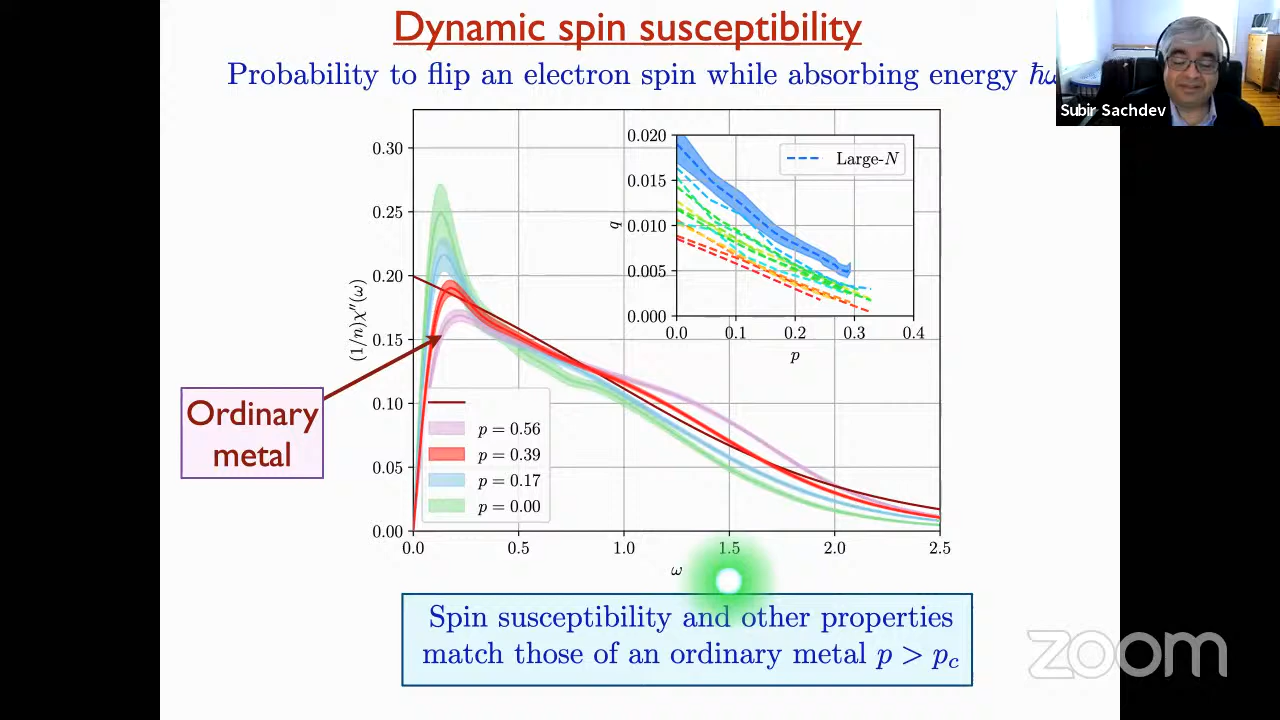 Dynamic spin susceptibility
Probability to flip an electron spin while absorbing energy ħω
Subir Sachdev
(1/n)χ″(ω)
0.30
0.25
0.20
0.15
0.10
0.05
0.00
0.0 0.5 1.0 1.5 2.0 2.5
ω
q
0.020
0.015
0.010
0.005
0.000
0.0 0.1 0.2 0.3 0.4
p
Large-N
Ordinary
metal
p = 0.56
p = 0.39
p = 0.17
p = 0.00
Spin susceptibility and other properties
match those of an ordinary metal p > p_c
zoom